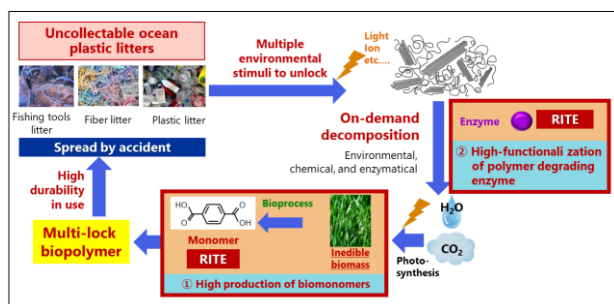 Uncollectable ocean
plastic litters
Fishing tools
litter
Fiber litter
Plastic litter
Spread by accident
Multiple
environmental
stimuli to unlock
Light
Ion
etc....
On-demand
decomposition
Environmental,
chemical, and enzymatical
Enzyme
RITE
② High-functionali zation
of polymer degrading
enzyme
High
durability
in use
Multi-lock
biopolymer
HO
O
O
OH
Monomer
RITE
Bioprocess
Inedible
biomass
① High production of biomonomers
H₂O
CO₂
Photo-
synthesis